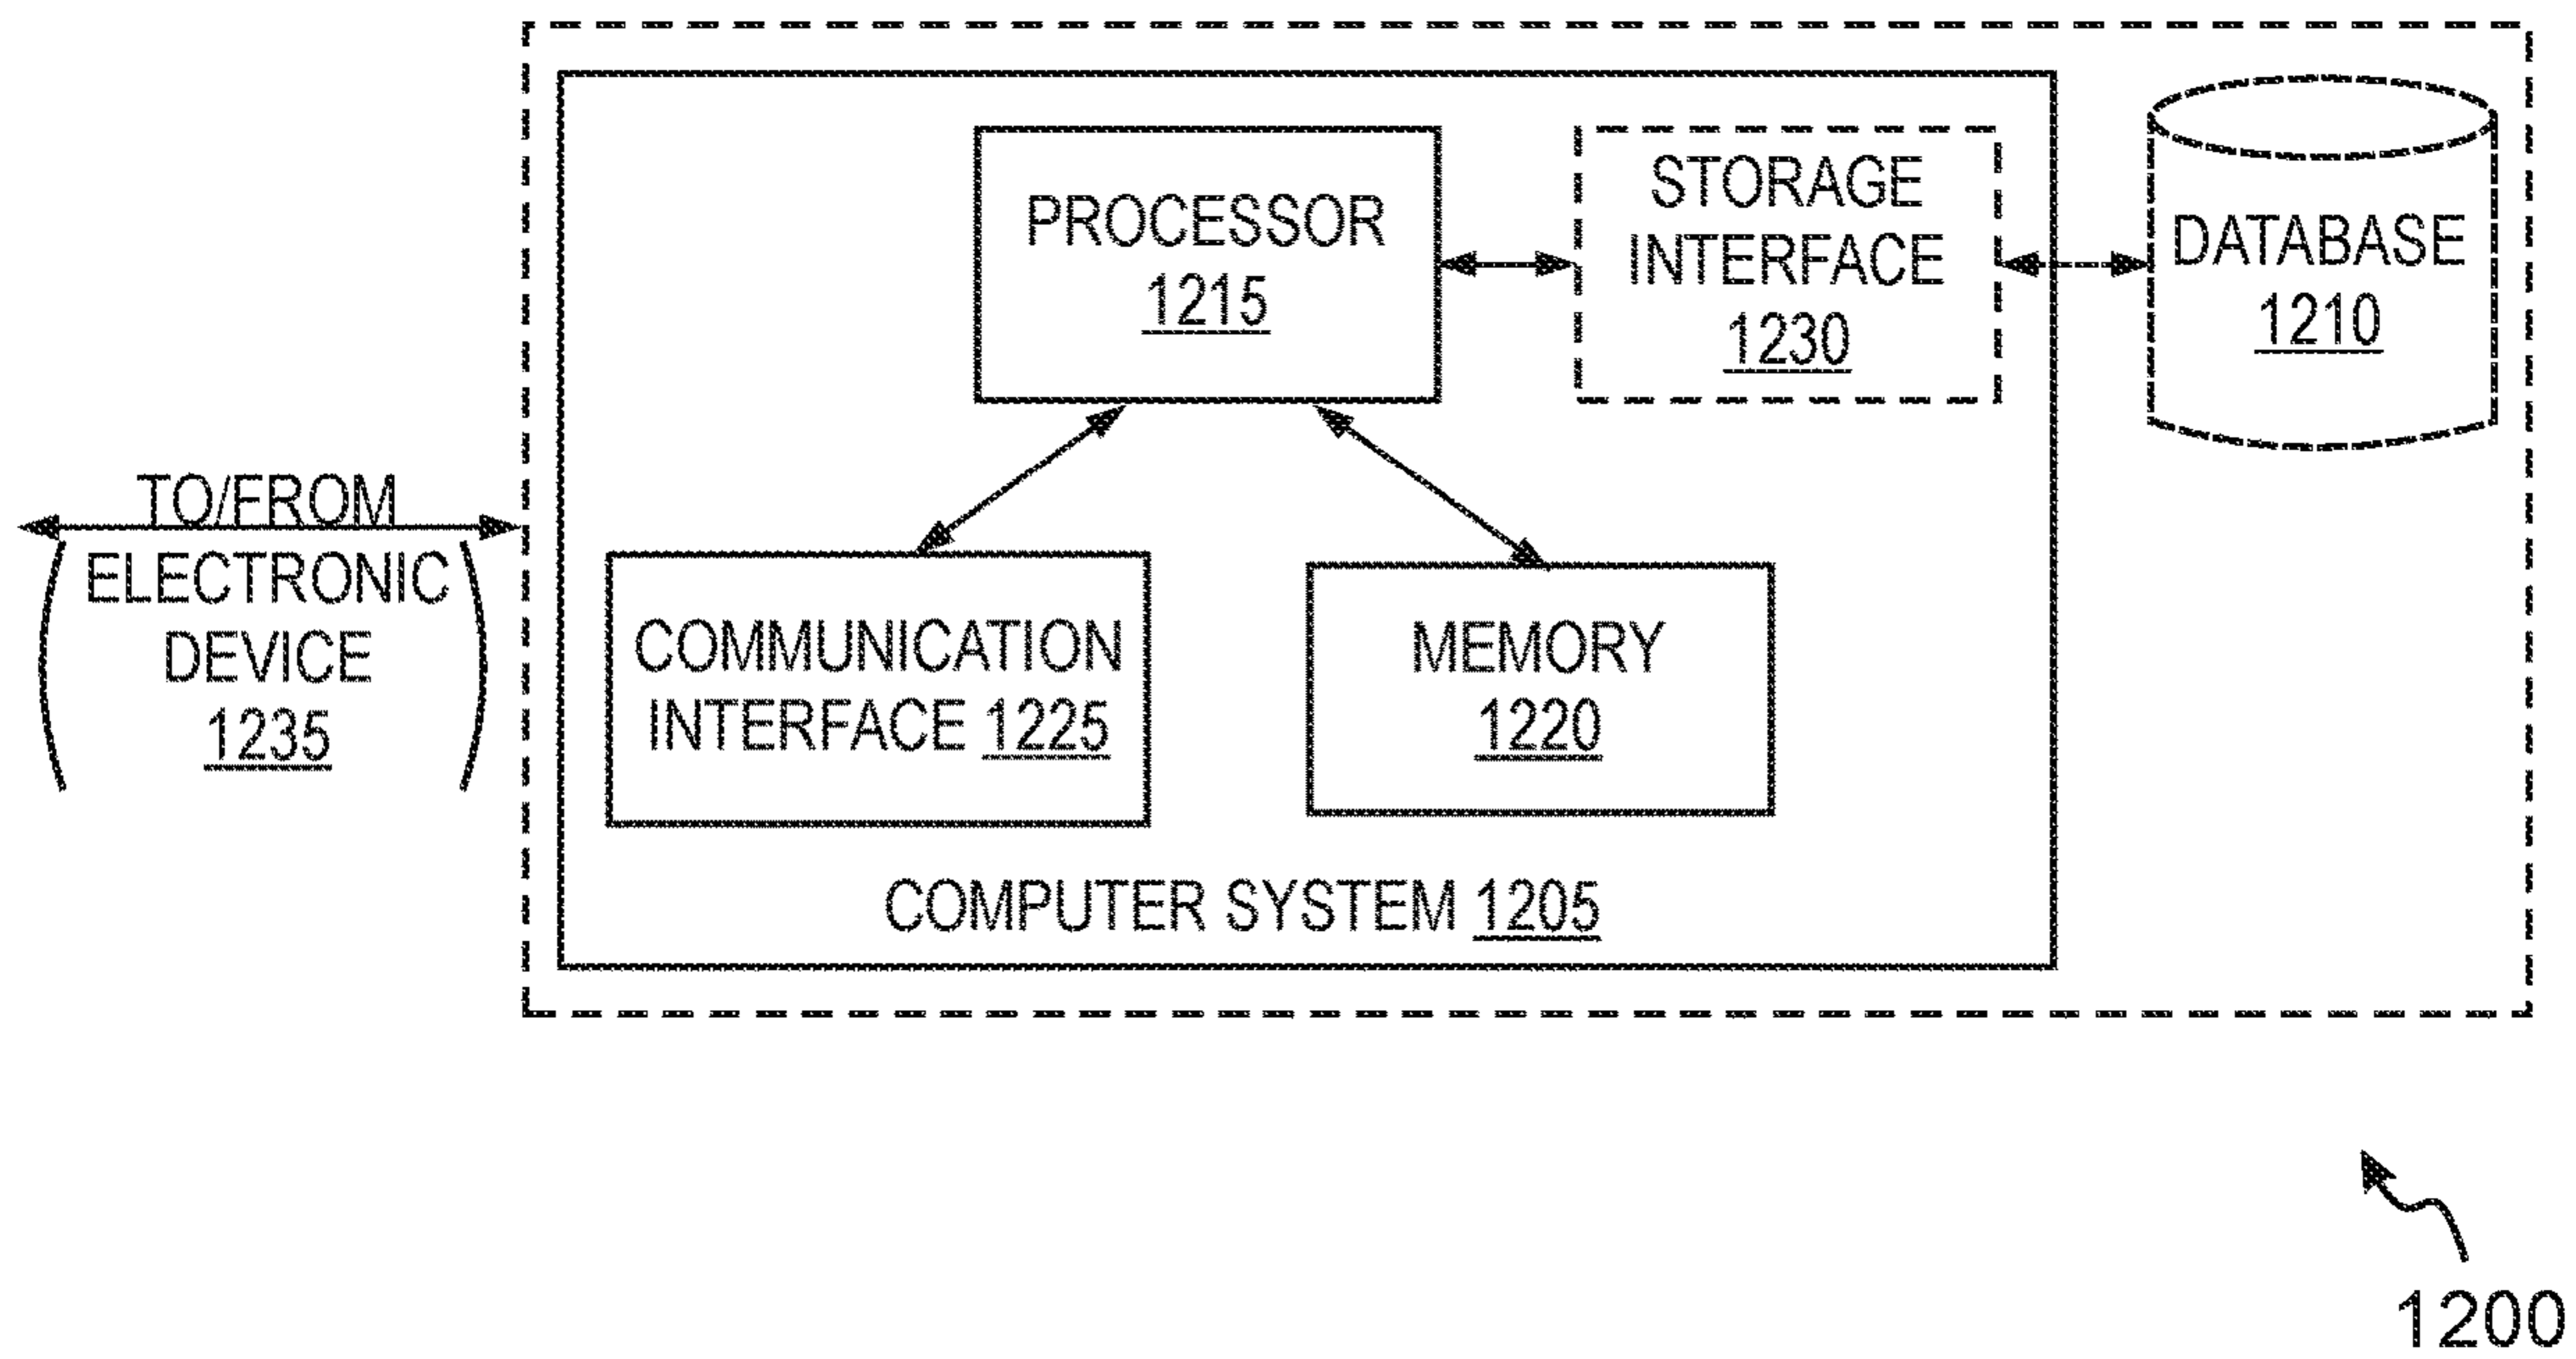 PROCESSOR
1215
STORAGE
INTERFACE
1230
DATABASE
1210
TO/FROM
ELECTRONIC
DEVICE
1235
COMMUNICATION
INTERFACE 1225
MEMORY
1220
COMPUTER SYSTEM 1205
1200